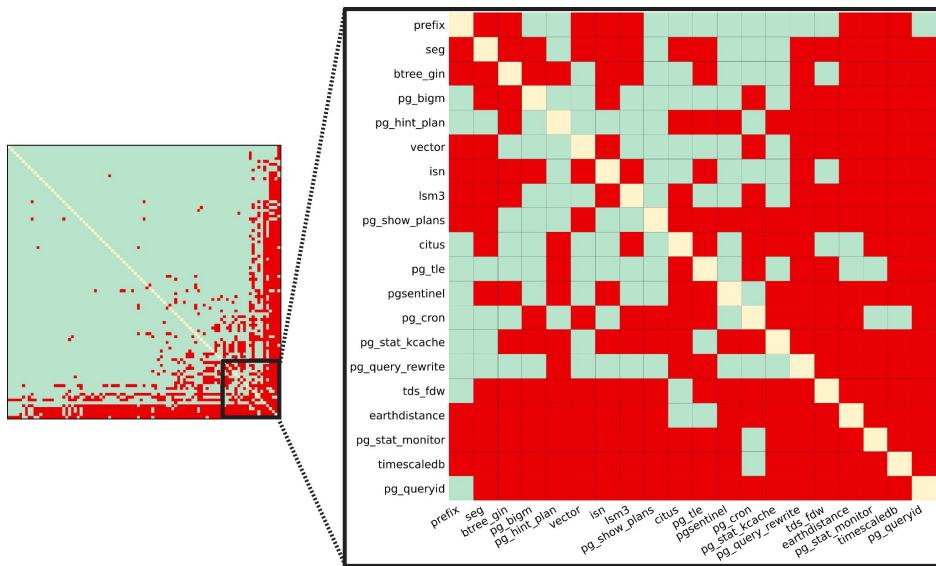 prefix
seg
btree_gin
pg_bigm
pg_hint_plan
vector
isn
lsm3
pg_show_plans
citus
pg_tle
pgsentinel
pg_cron
pg_stat_kcache
pg_query_rewrite
tds_fdw
earthdistance
pg_stat_monitor
timescaledb
pg_queryid
prefix
seg
btree_gin
pg_bigm
pg_hint_plan
vector
isn
lsm3
pg_show_plans
citus
pg_tle
pgsentinel
pg_cron
pg_stat_kcache
pg_query_rewrite
tds_fdw
earthdistance
pg_stat_monitor
timescaledb
pg_queryid